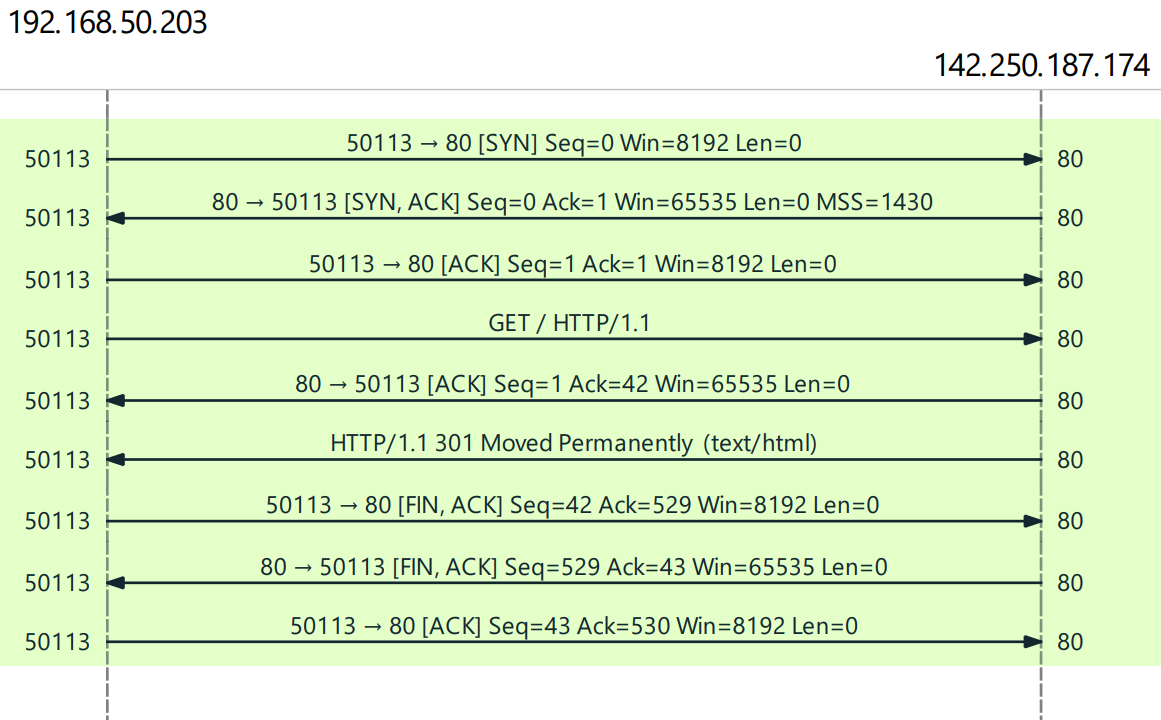 192.168.50.203
142.250.187.174
50113 → 80 [SYN] Seq=0 Win=8192 Len=0
50113 80
80 → 50113 [SYN, ACK] Seq=0 Ack=1 Win=65535 Len=0 MSS=1430
50113 80
50113 → 80 [ACK] Seq=1 Ack=1 Win=8192 Len=0
50113 80
GET / HTTP/1.1
50113 80
80 → 50113 [ACK] Seq=1 Ack=42 Win=65535 Len=0
50113 80
HTTP/1.1 301 Moved Permanently (text/html)
50113 80
50113 → 80 [FIN, ACK] Seq=42 Ack=529 Win=8192 Len=0
50113 80
80 → 50113 [FIN, ACK] Seq=529 Ack=43 Win=65535 Len=0
50113 80
50113 → 80 [ACK] Seq=43 Ack=530 Win=8192 Len=0
50113 80